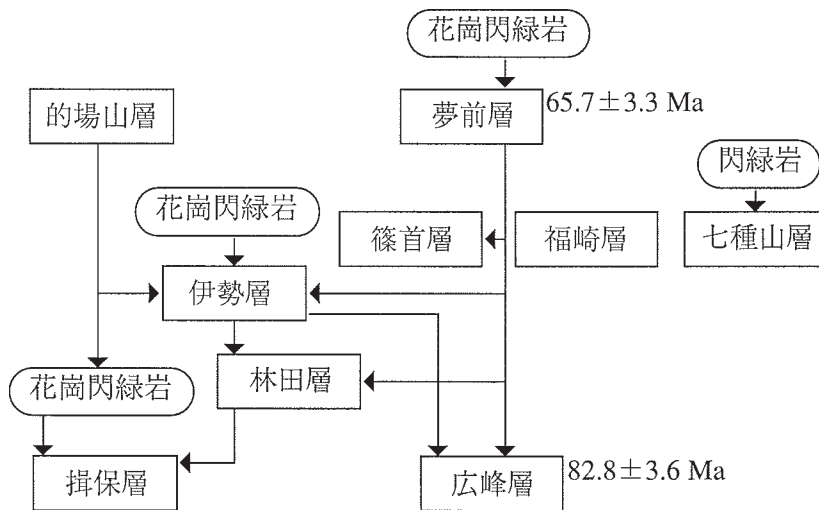 花崗閃緑岩
的場山層
夢前層
65.7±3.3 Ma
閃緑岩
花崗閃緑岩
篠首層
福崎層
七種山層
伊勢層
花崗閃緑岩
林田層
揖保層
広峰層
82.8±3.6 Ma